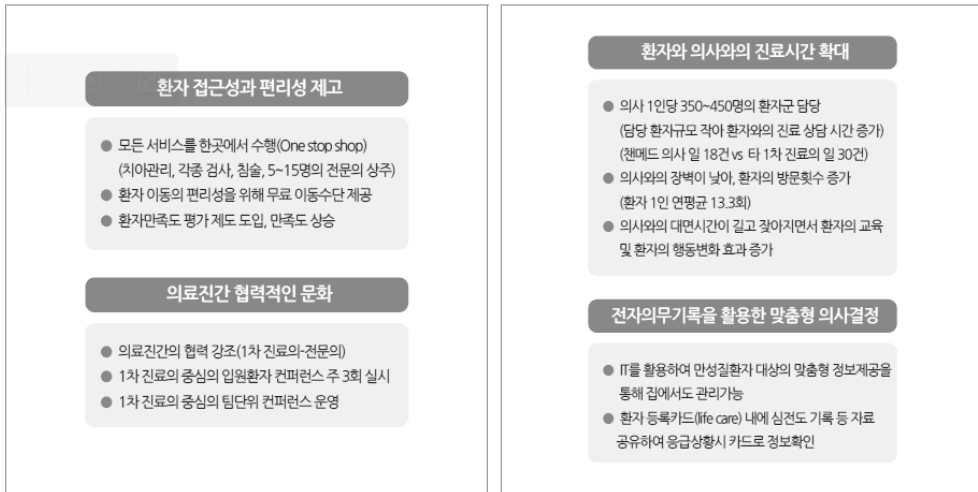 환자 접근성과 편리성 제고
● 모든 서비스를 한곳에서 수행(One stop shop)
(치아관리, 각종 검사, 침술, 5~15명의 전문의 상주)
● 환자 이동의 편리성을 위해 무료 이동수단 제공
● 환자만족도 평가 제도 도입, 만족도 상승
의료진간 협력적인 문화
● 의료진간의 협력 강조(1차 진료의-전문의)
● 1차 진료의 중심의 입원환자 컨퍼런스 주 3회 실시
● 1차 진료의 중심의 팀단위 컨퍼런스 운영
환자와 의사와의 진료시간 확대
● 의사 1인당 350~450명의 환자군 담당
(담당 환자규모 작아 환자와의 진료 상담 시간 증가)
(챈메드 의사 일 18건 vs 타 1차 진료의 일 30건)
● 의사와의 장벽이 낮아, 환자의 방문횟수 증가
(환자 1인 연평균 13.3회)
● 의사와의 대면시간이 길고 잦아지면서 환자의 교육
및 환자의 행동변화 효과 증가
전자의무기록을 활용한 맞춤형 의사결정
● IT를 활용하여 만성질환자 대상의 맞춤형 정보제공을
통해 집에서도 관리가능
● 환자 등록카드(life care) 내에 심전도 기록 등 자료
공유하여 응급상황시 카드로 정보확인